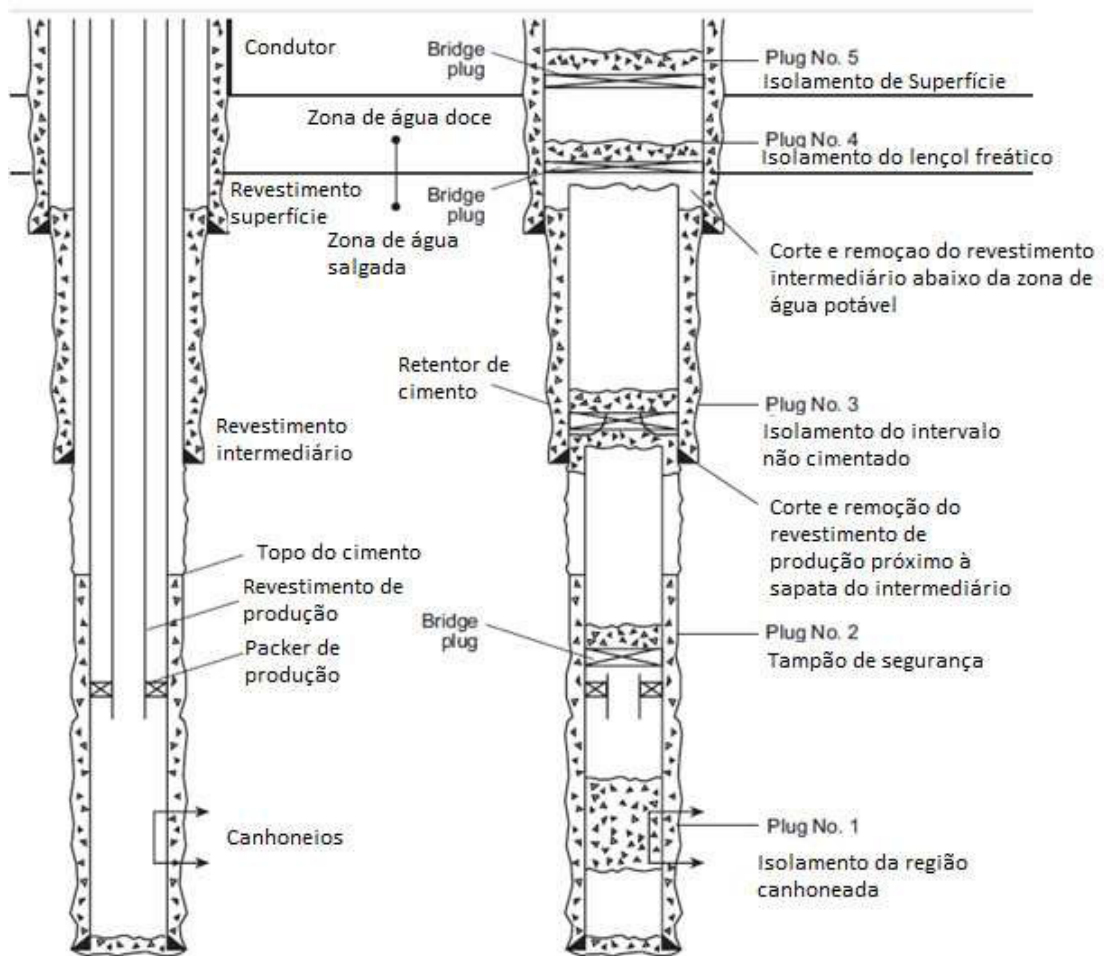 Condutor
Bridge
plug
Plug No. 5
Isolamento de Superfície
Zona de água doce
Plug No. 4
Isolamento do lençol freático
Revestimento
superfície
Bridge
plug
Zona de água
salgada
Corte e remoçao do revestimento
intermediário abaixo da zona de
água potável
Retentor de
cimento
Plug No. 3
Isolamento do intervalo
não cimentado
Revestimento
intermediário
Corte e remoção do
revestimento de
produção próximo à
sapata do intermediário
Topo do cimento
Revestimento de
produção
Bridge
plug
Plug No. 2
Tampão de segurança
Packer de
produção
Canhoneios
Plug No. 1
Isolamento da região
canhoneada